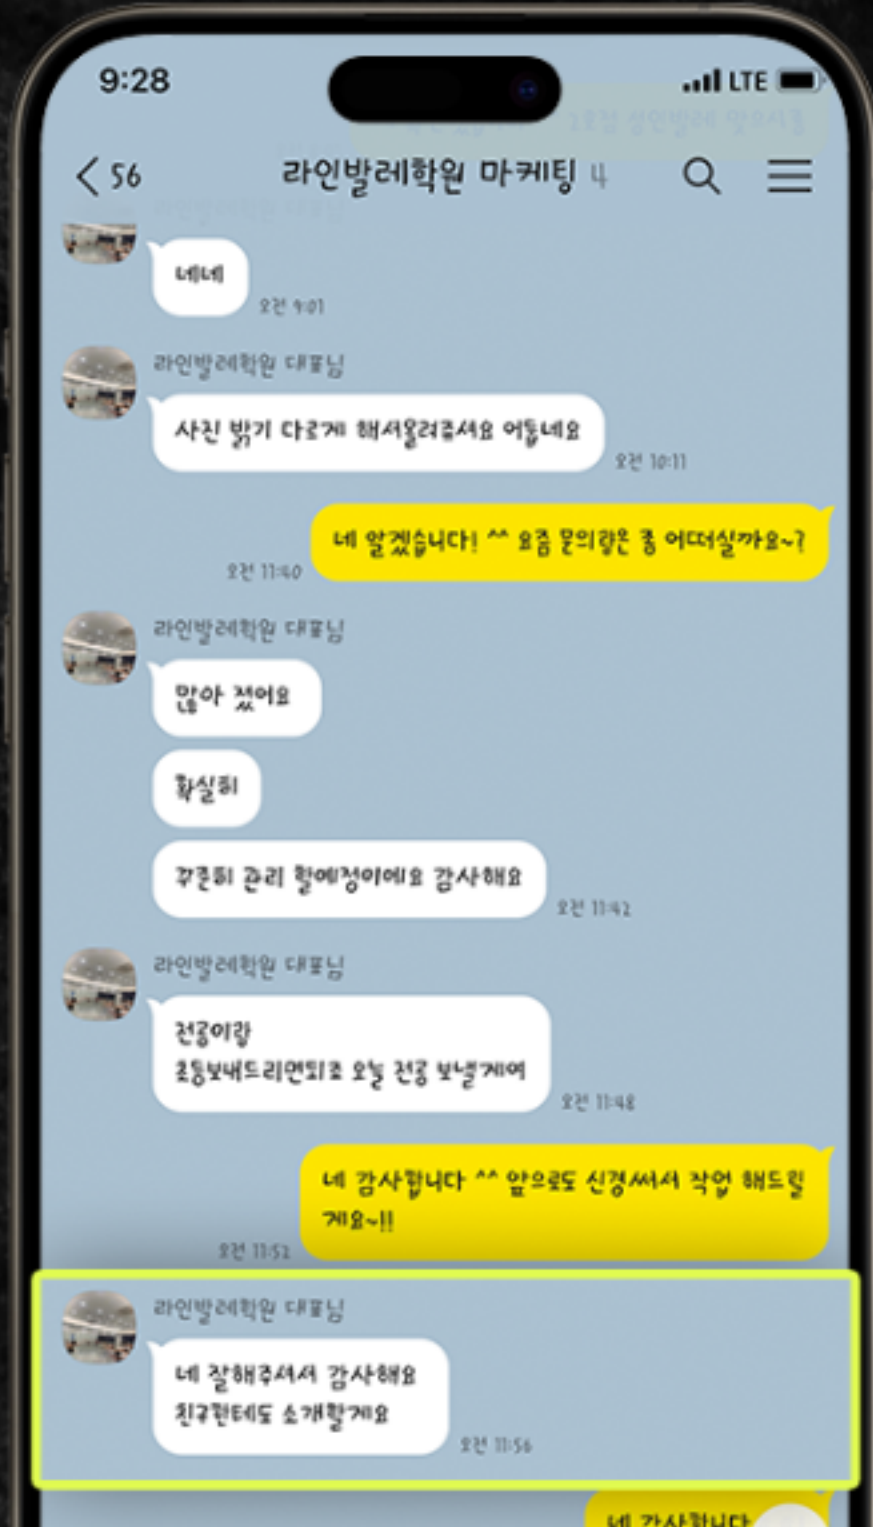 9:28
LTE
56
라인발레학원 마케팅 4
네네
오전 9:01
라인발레학원 대표님
사진 밝기 다르게 해서올려주셔요 어둡네요
오전 10:11
네 알겠습니다! ^^ 요즘 문의량은 좀 어떠실까요~?
오전 11:40
라인발레학원 대표님
많아 졌어요
확실히
꾸준히 관리 할예정이에요 감사해요
오전 11:42
라인발레학원 대표님
전공이랑
초등보내드리면되죠 오늘 전공 보낼게여
오전 11:48
네 감사합니다 ^^ 앞으로도 신경써서 작업 해드릴
게요~!!
오전 11:52
라인발레학원 대표님
네 잘해주셔서 감사해요
친구한테도 소개할게요
오전 11:56
네 감사합니다